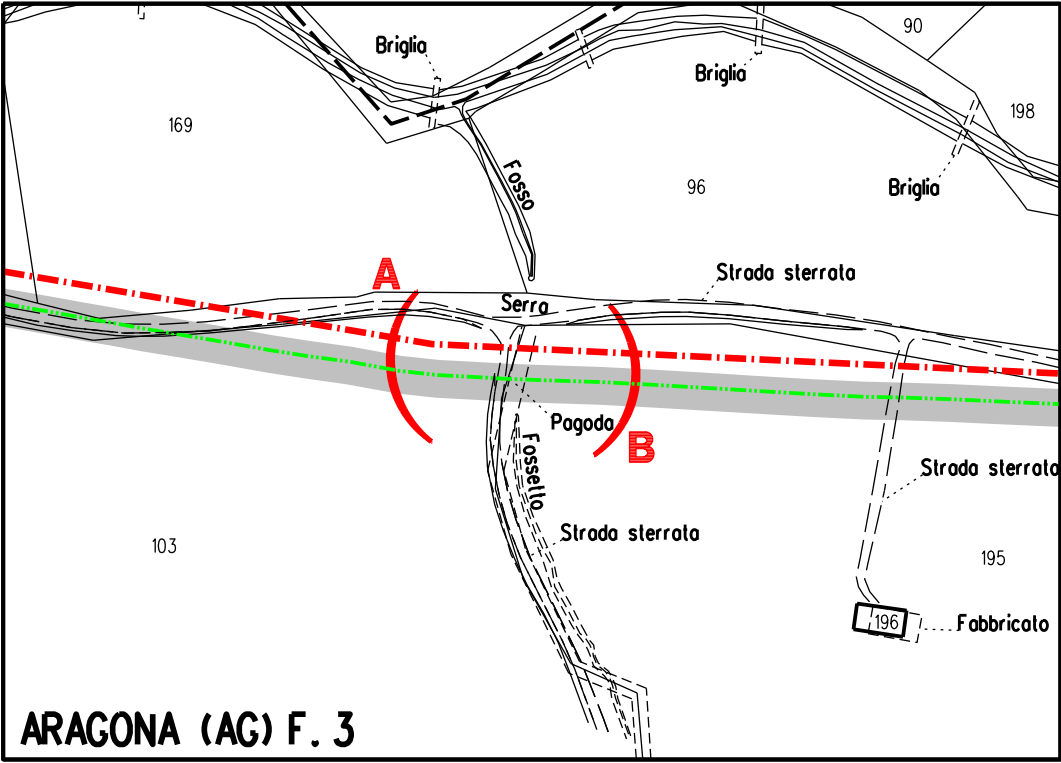 90
Briglia
Briglia
198
169
Fosso
96
Briglia
A
Strada sterrata
Serra
Pagoda
B
Fossetto
Strada sterrata
Strada sterrata
103
195
196
Fabbricato
ARAGONA (AG) F. 3